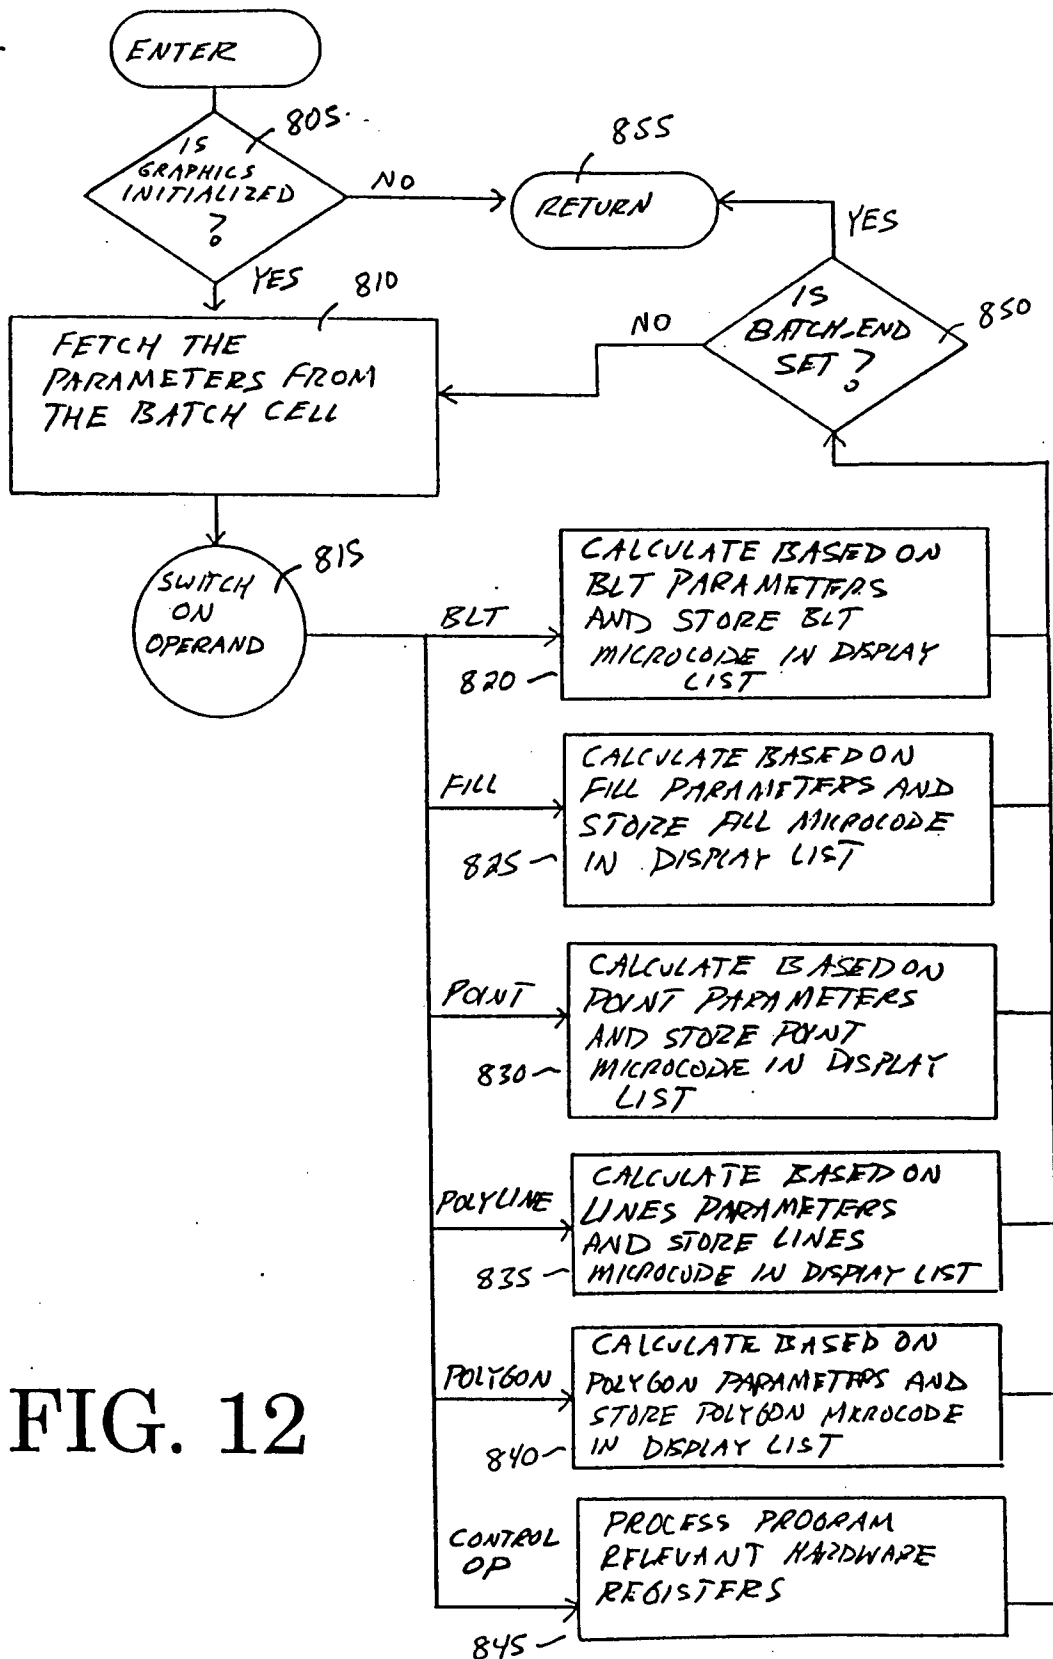 ENTER
805
IS
GRAPHICS
INITIALIZED
?
NO
YES
855
RETURN
YES
810
FETCH THE
PARAMETERS FROM
THE BATCH CELL
IS
BATCH_END
SET ?
850
NO
815
SWITCH
ON
OPERAND
BLT
CALCULATE BASED ON
BLT PARAMETERS
AND STORE BLT
MICROCODE IN DISPLAY
LIST
820
FILL
CALCULATE BASED ON
FILL PARAMETERS AND
STORE FILL MICROCODE
IN DISPLAY LIST
825
POINT
CALCULATE BASED ON
POINT PARAMETERS
AND STORE POINT
MICROCODE IN DISPLAY
LIST
830
POLYLINE
CALCULATE BASED ON
LINES PARAMETERS
AND STORE LINES
MICROCODE IN DISPLAY LIST
835
POLYGON
CALCULATE BASED ON
POLYGON PARAMETERS AND
STORE POLYGON MICROCODE
IN DISPLAY LIST
840
CONTROL
OP
PROCESS PROGRAM
RELEVANT HARDWARE
REGISTERS
845
FIG. 12